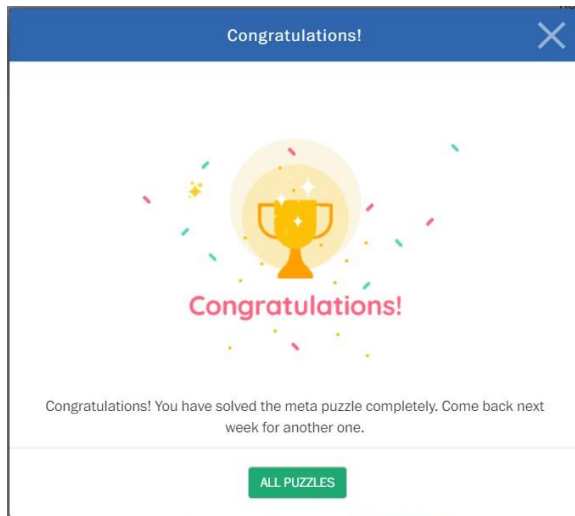 Congratulations!
Congratulations!
Congratulations! You have solved the meta puzzle completely. Come back next
week for another one.
ALL PUZZLES